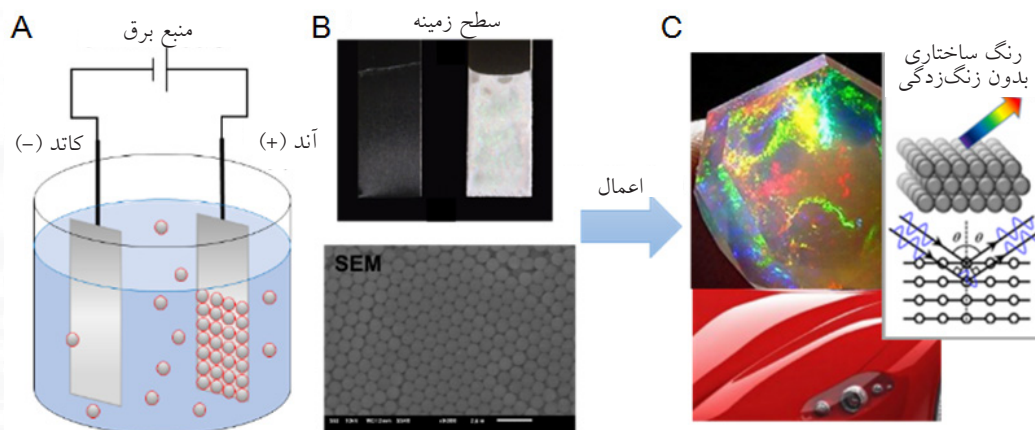 A
منبع برق
کاتد (−)
آند (+)
B
سطح زمینه
SEM
اعمال
C
رنگ ساختاری
بدون زنگ‌زدگی
θ θ